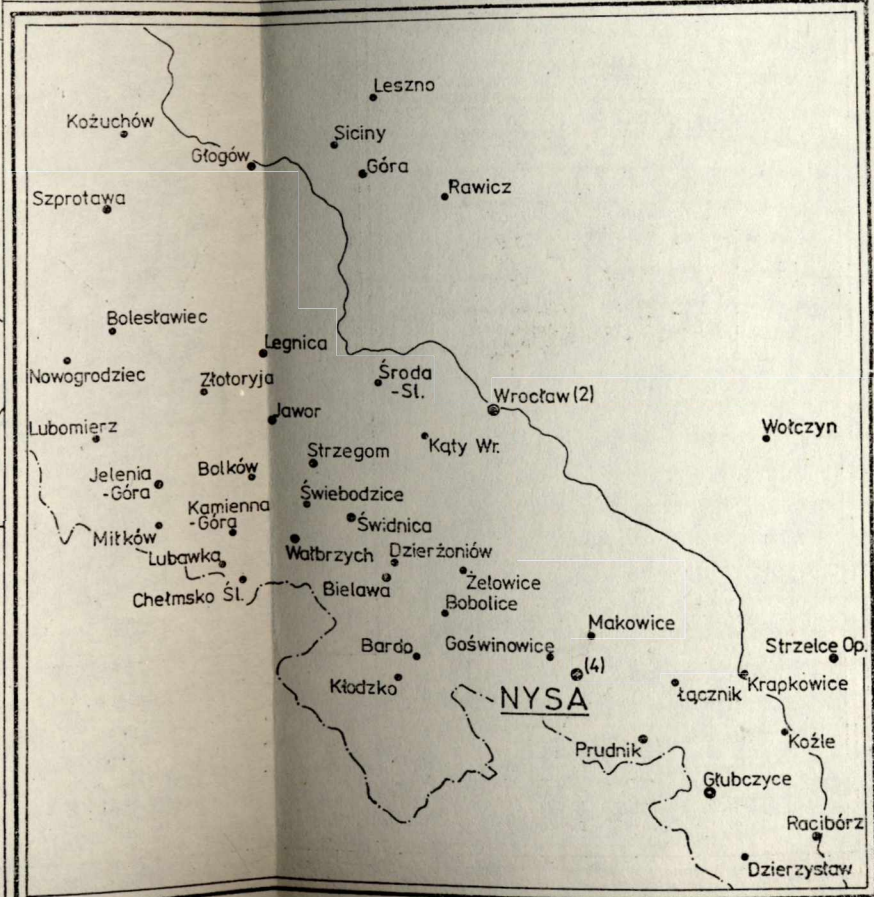 Leszno
Kożuchów
Siciny
Głogów
Góra
Rawicz
Szprotawa
Bolesławiec
Legnica
Nowogrodziec
Złotoryja
Środa
-Śl.
Wrocław (2)
Jawor
Lubomierz
Kąty Wr.
Wołczyn
Strzegom
Jelenia
-Góra
Bolków
Świebodzice
Kamienna
-Góra
Świdnica
Miłków
Wałbrzych
Dzierżoniów
Lubawka
Żelowice
Chełmsko Śl.
Bielawa
Bobolice
Makowice
Bardo
Goświnowice
Strzelce Op.
(4)
Kłodzko
NYSA
Łącznik
Krapkowice
Prudnik
Koźle
Głubczyce
Racibórz
Dzierzysław